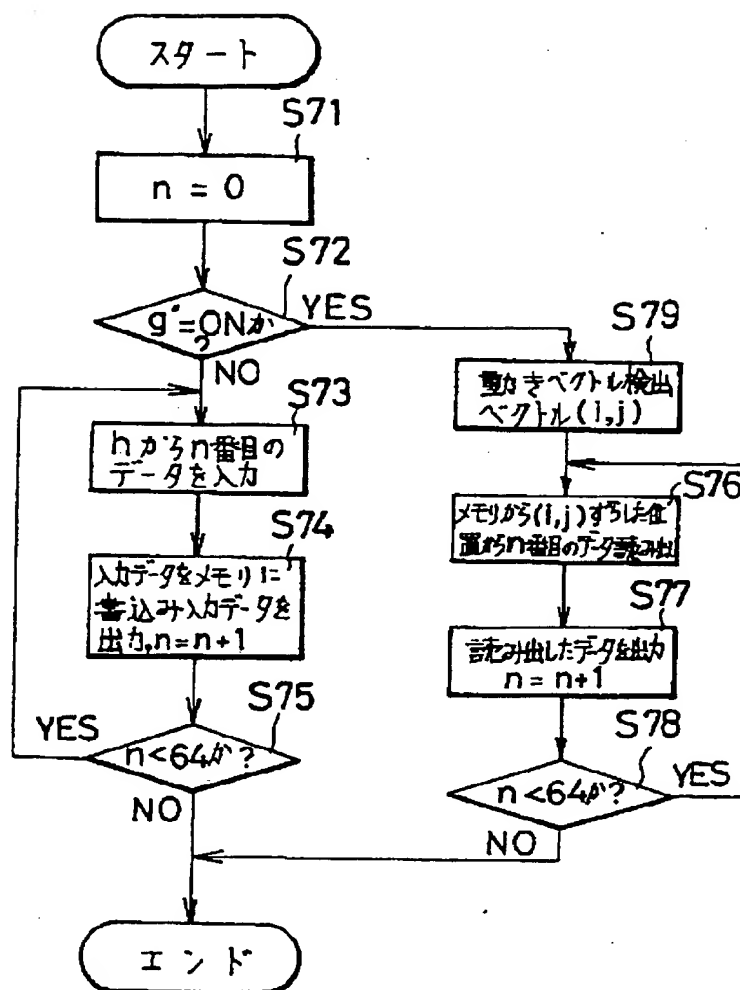 スタート
S71
n = 0
S72
g"=ONか
?
YES
NO
S73
hからn番目の
データを入力
S74
入力データをメモリに
書込み入力データを
出力,n=n+1
S75
YES
n<64か?
NO
S79
動きベクトル検出
ベクトル(i,j)
S76
メモリから(i,j)ずらした位
置からn番目のデータ読み出
S77
読み出したデータを出力
n = n+1
S78
n<64か?
YES
NO
エンド